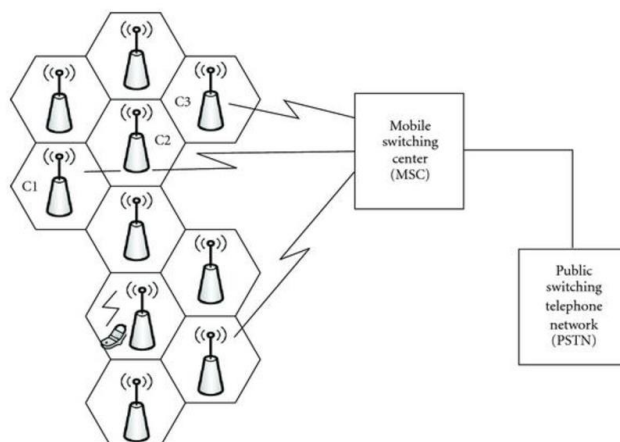 C3
C2
C1
Mobile
switching
center
(MSC)
Public
switching
telephone
network
(PSTN)